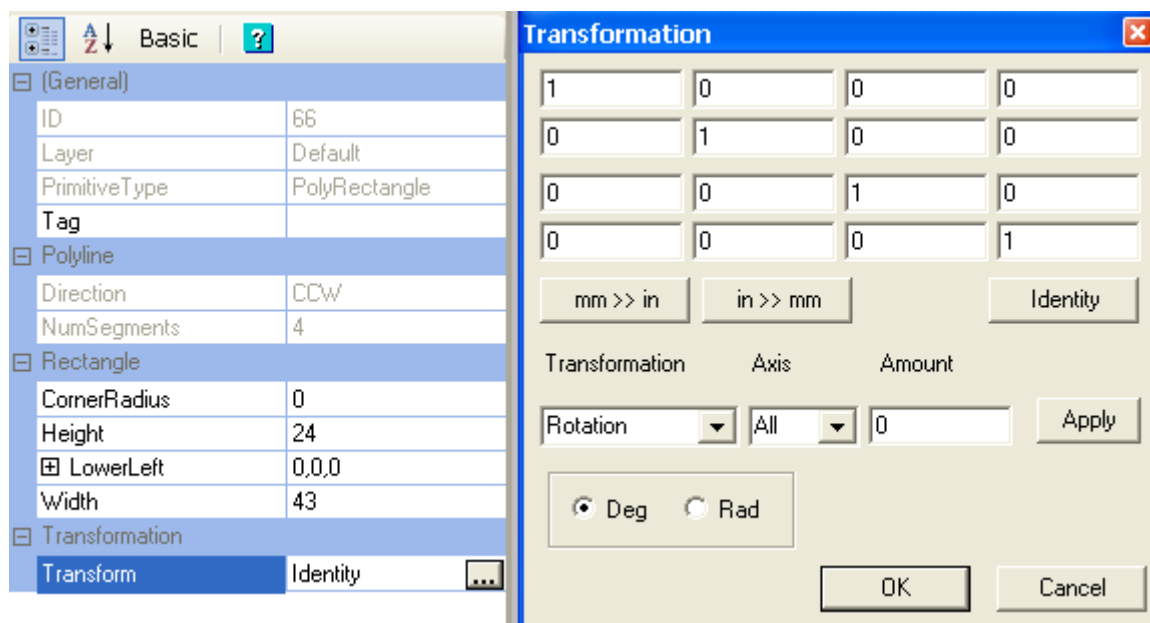 Basic
(General)
ID 66
Layer Default
PrimitiveType PolyRectangle
Tag
Polyline
Direction CCW
NumSegments 4
Rectangle
CornerRadius 0
Height 24
LowerLeft 0,0,0
Width 43
Transformation
Transform Identity ...
Transformation
1 0 0 0
0 1 0 0
0 0 1 0
0 0 0 1
mm >> in in >> mm Identity
Transformation Axis Amount
Rotation All 0 Apply
Deg Rad
OK Cancel